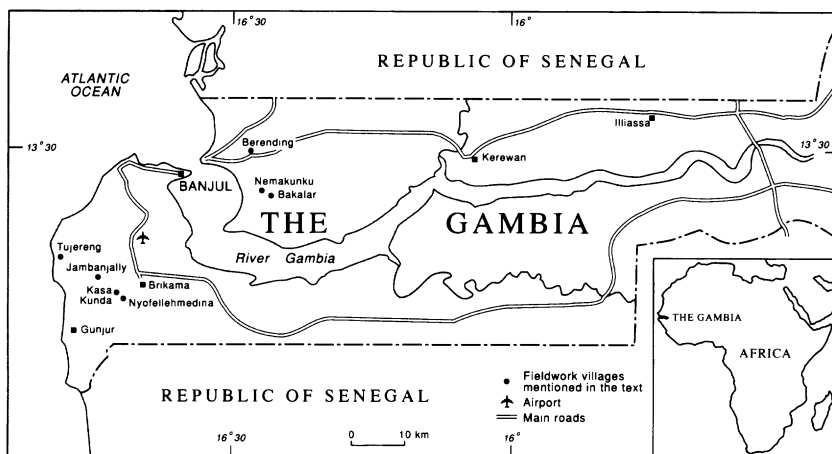 16°30
16°
REPUBLIC OF SENEGAL
ATLANTIC
OCEAN
Illiassa
13°30
Berending
13°30
Kerewan
BANJUL
Nemakunku
Bakalar
THE GAMBIA
Tujereng
River Gambia
Jambanjally
Brikama
Kasa
Kunda
Nyofellehmedina
THE GAMBIA
Gunjur
AFRICA
Fieldwork villages
mentioned in the text
REPUBLIC OF SENEGAL
Airport
Main roads
16°30
0 10 km
16°